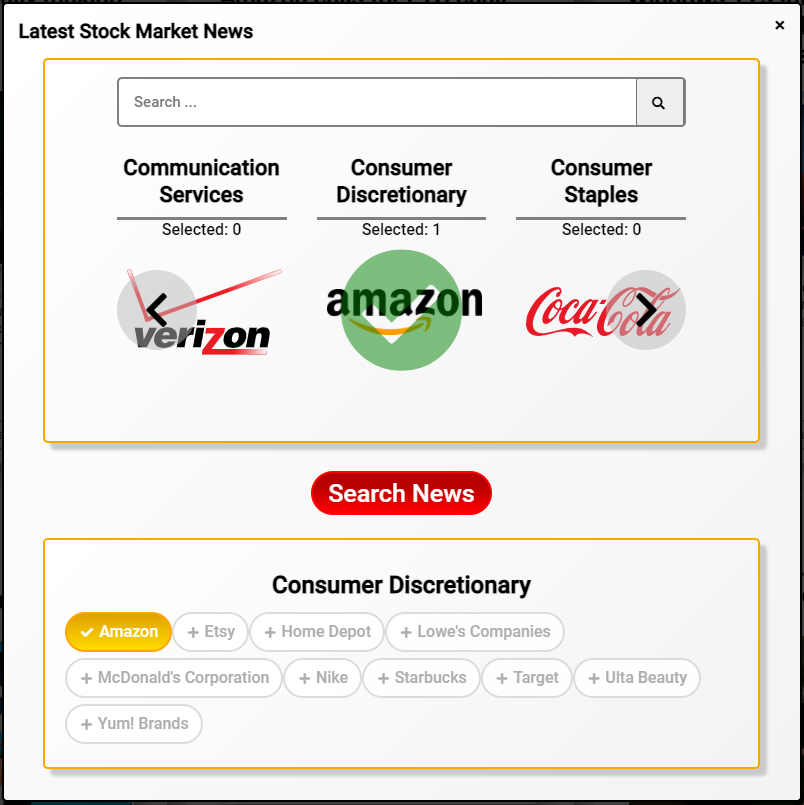 Latest Stock Market News
×
Search ...
Communication
Services
Consumer
Discretionary
Consumer
Staples
Selected: 0
Selected: 1
Selected: 0
verizon
amazon
Coca-Cola
Search News
Consumer Discretionary
Amazon
+ Etsy
+ Home Depot
+ Lowe's Companies
+ McDonald's Corporation
+ Nike
+ Starbucks
+ Target
+ Ulta Beauty
+ Yum! Brands